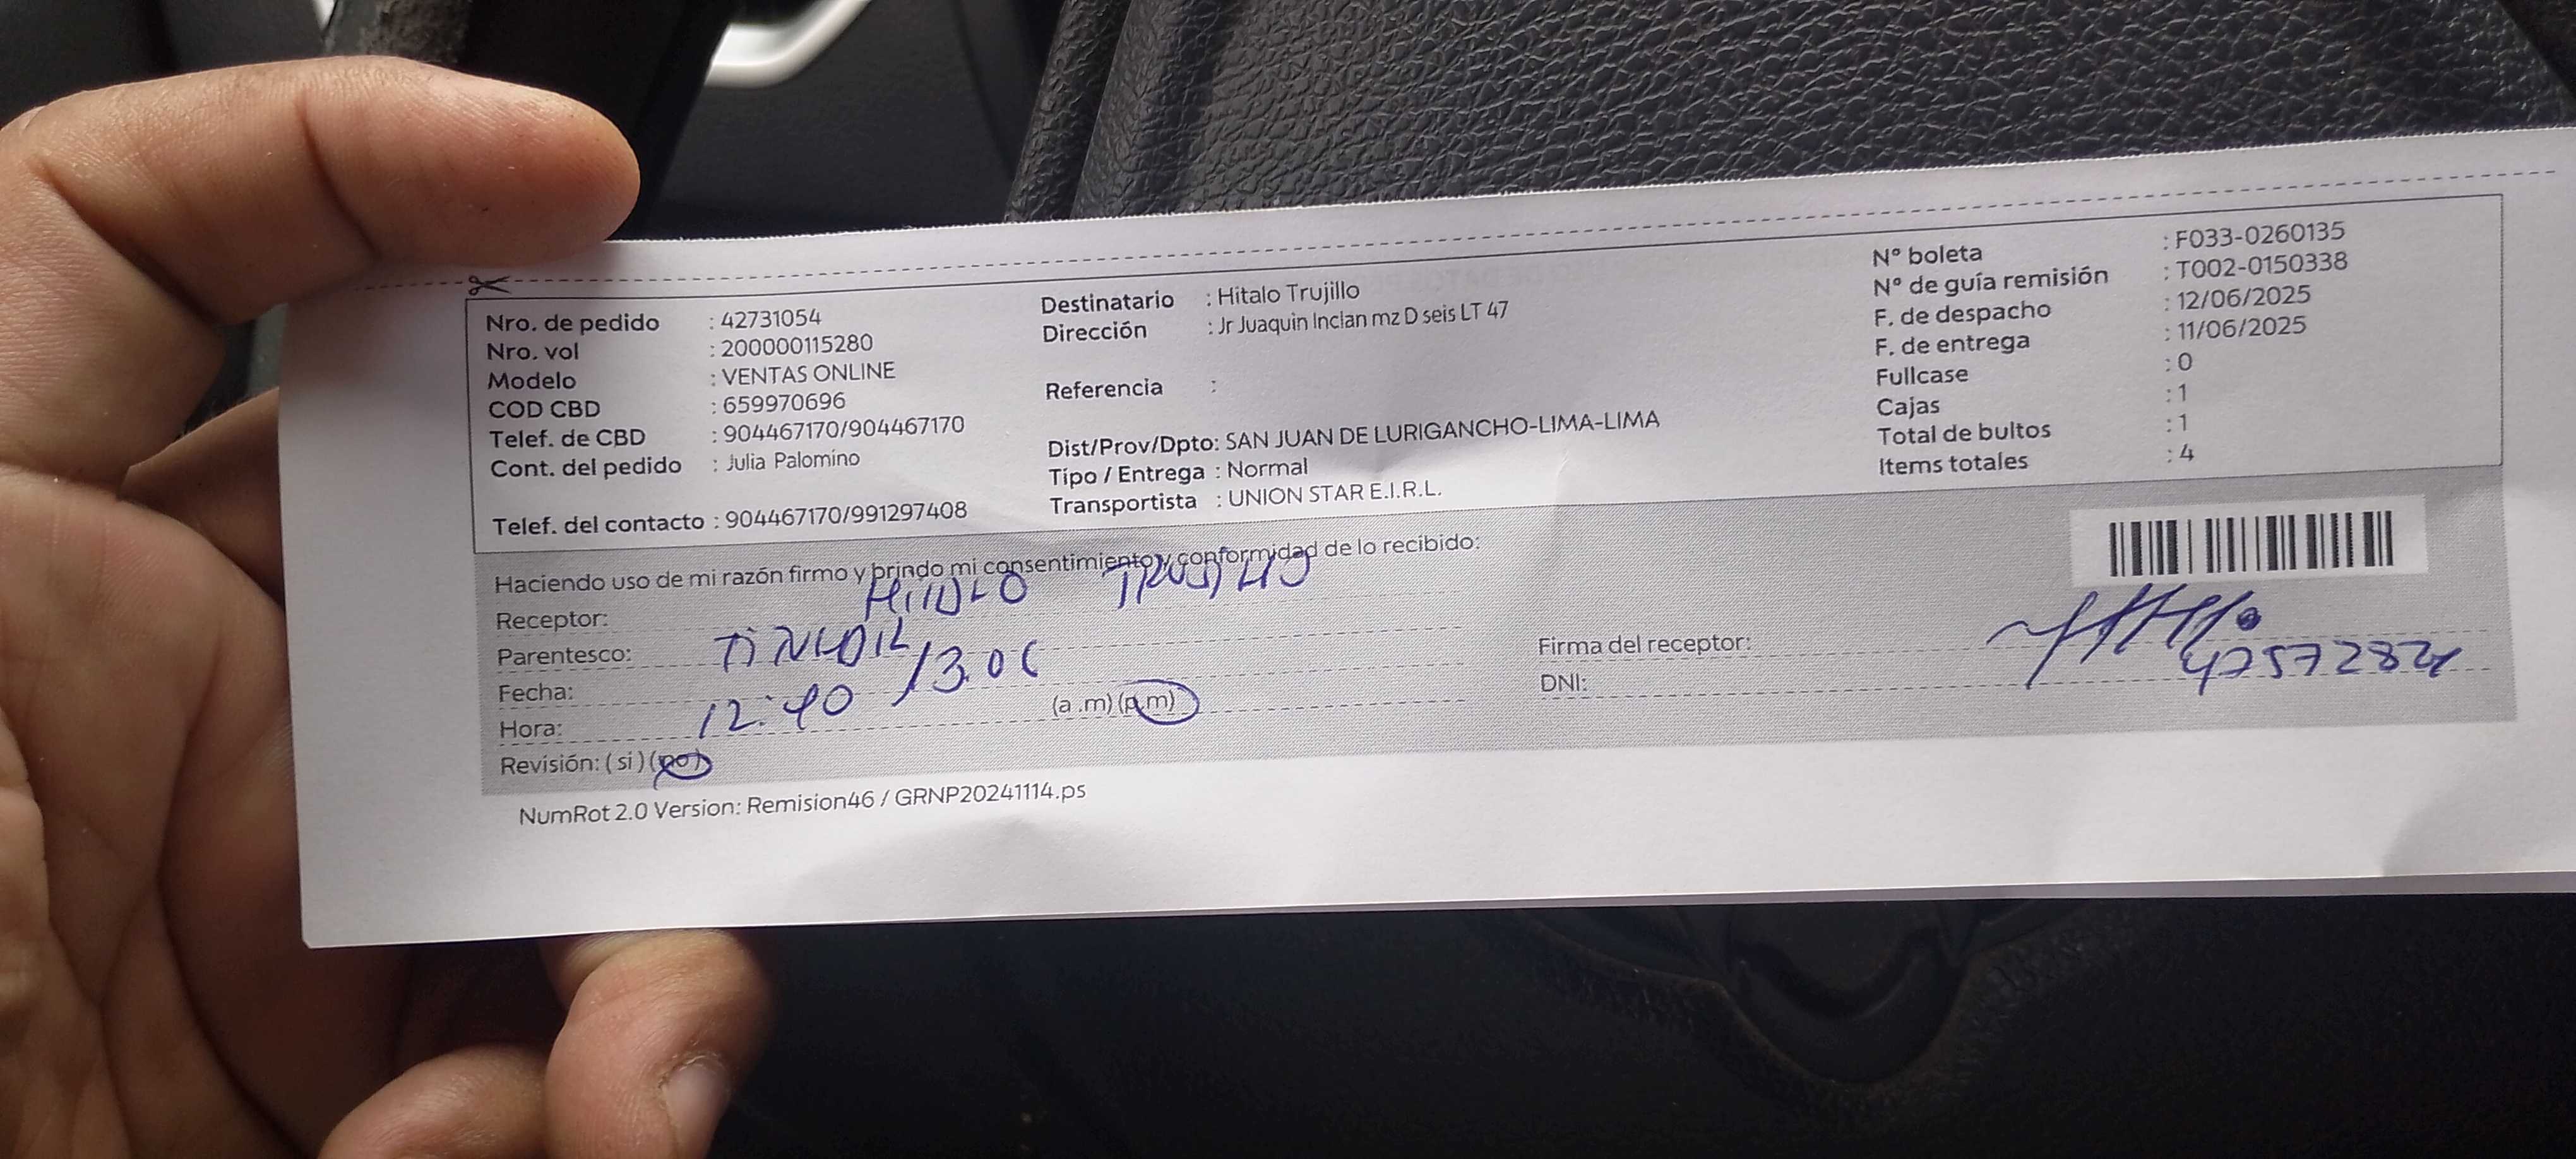 Nro. de pedido : 42731054
Nro. vol : 200000115280
Modelo : VENTAS ONLINE
COD CBD : 659970696
Telef. de CBD : 904467170/904467170
Cont. del pedido : Julia Palomino
Telef. del contacto : 904467170/991297408
Destinatario : Hitalo Trujillo
Dirección : Jr Juaquin Inclan mz D seis LT 47
Referencia :
Dist/Prov/Dpto: SAN JUAN DE LURIGANCHO-LIMA-LIMA
Tipo / Entrega : Normal
Transportista : UNION STAR E.I.R.L.
Nº boleta : F033-0260135
Nº de guía remisión : T002-0150338
F. de despacho : 12/06/2025
F. de entrega : 11/06/2025
Fullcase : 0
Cajas : 1
Total de bultos : 1
Items totales : 4
Haciendo uso de mi razón firmo y brindo mi consentimiento y conformidad de lo recibido:
Receptor:
Parentesco:
Fecha: 13.06
Hora: 12:40 (a .m) (p.m)
Revisión: ( si ) (no)
Firma del receptor:
DNI:
NumRot 2.0 Version: Remision46 / GRNP20241114.ps